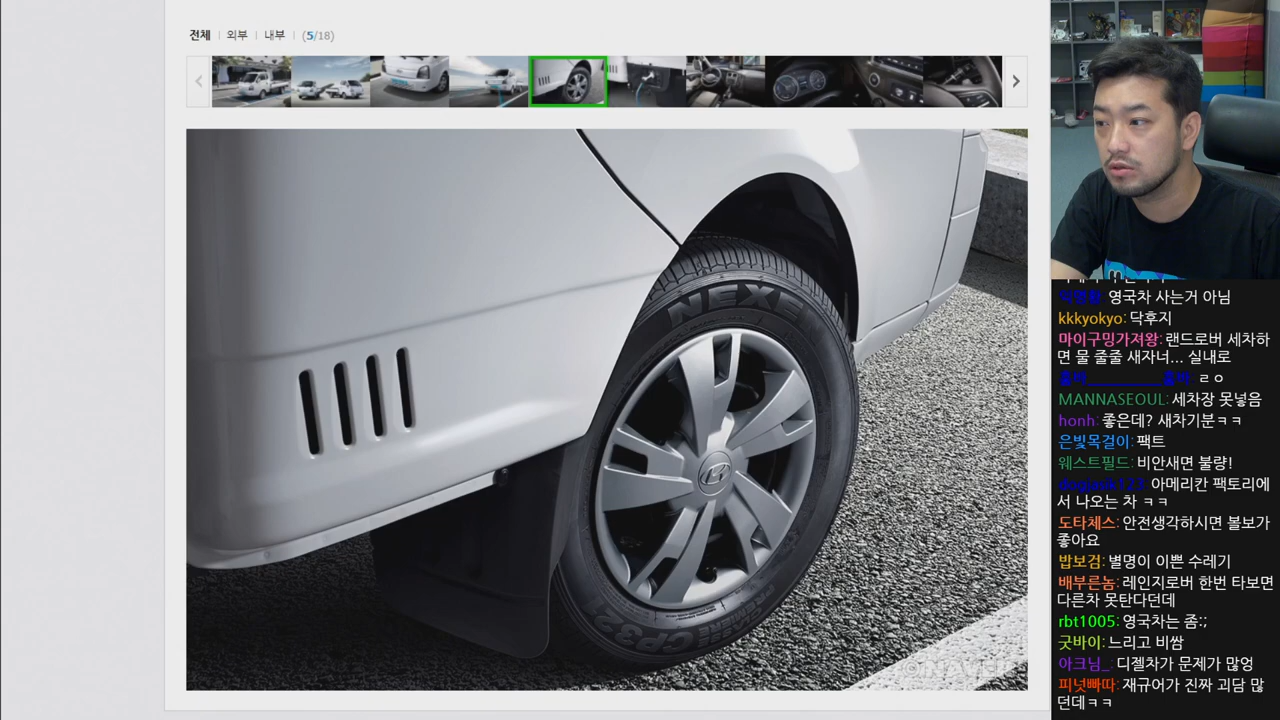 전체 | 외부 | 내부 | (5/18)
NEXE
CP321
NAVER
영국차 사는거 아님
kkkyokyo: 닥후지
마이구밍가져왕: 랜드로버 세차하
면 물 줄줄 새자너... 실내로
ㄹㅇ
MANNASEOUL: 세차장 못넣음
honh: 좋은데? 새차기분ㅋㅋ
은빛목걸이: 팩트
웨스트필드: 비안새면 불량!
아메리칸 팩토리에
서 나오는 차 ㅋㅋ
도타체스: 안전생각하시면 볼보가
좋아요
밥보검: 별명이 이쁜 수레기
배부른놈: 레인지로버 한번 타보면
다른차 못탄다던데
rbt1005: 영국차는 좀:;
굿바이: 느리고 비쌈
아크님_: 디젤차가 문제가 많엉
피넛빠따: 재규어가 진짜 괴담 많
던데ㅋㅋ